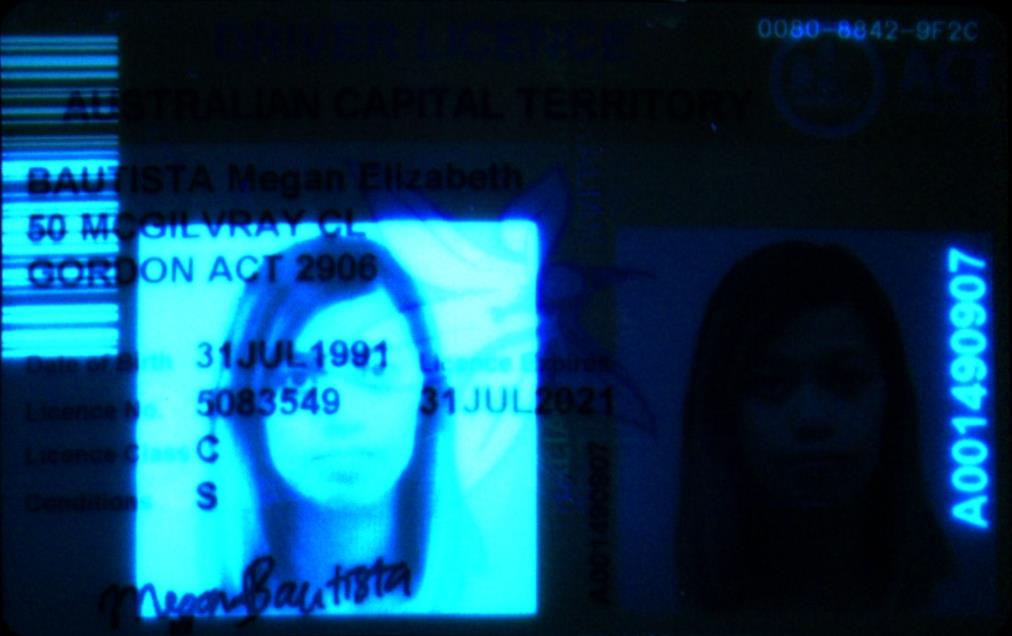 0080-8842-9F2C
DRIVER LICENCE
ACT
AUSTRALIAN CAPITAL TERRITORY
BAUTISTA Megan Elizabeth
50 MCGILVRAY CL
GORDON ACT 2906
Date of Birth 31JUL1991 Licence Expires
Licence No. 5083549 31JUL2021
Licence Class C
Conditions S
Megan Bautista
A001490907
A001490907